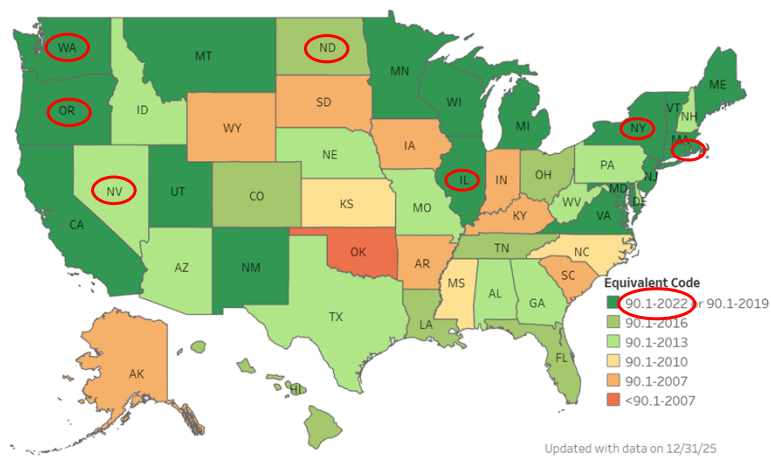 WA
MT
ND
MN
ME
OR
ID
SD
WI
VT
NH
WY
MI
NY
MA
IA
NE
PA
NV
UT
CO
IL
IN
OH
NJ
MD
DE
KS
MO
WV
VA
CA
KY
OK
TN
NC
AZ
NM
AR
SC
MS
AL
GA
TX
LA
FL
AK
HI
Equivalent Code
90.1-2022 or 90.1-2019
90.1-2016
90.1-2013
90.1-2010
90.1-2007
<90.1-2007
Updated with data on 12/31/25